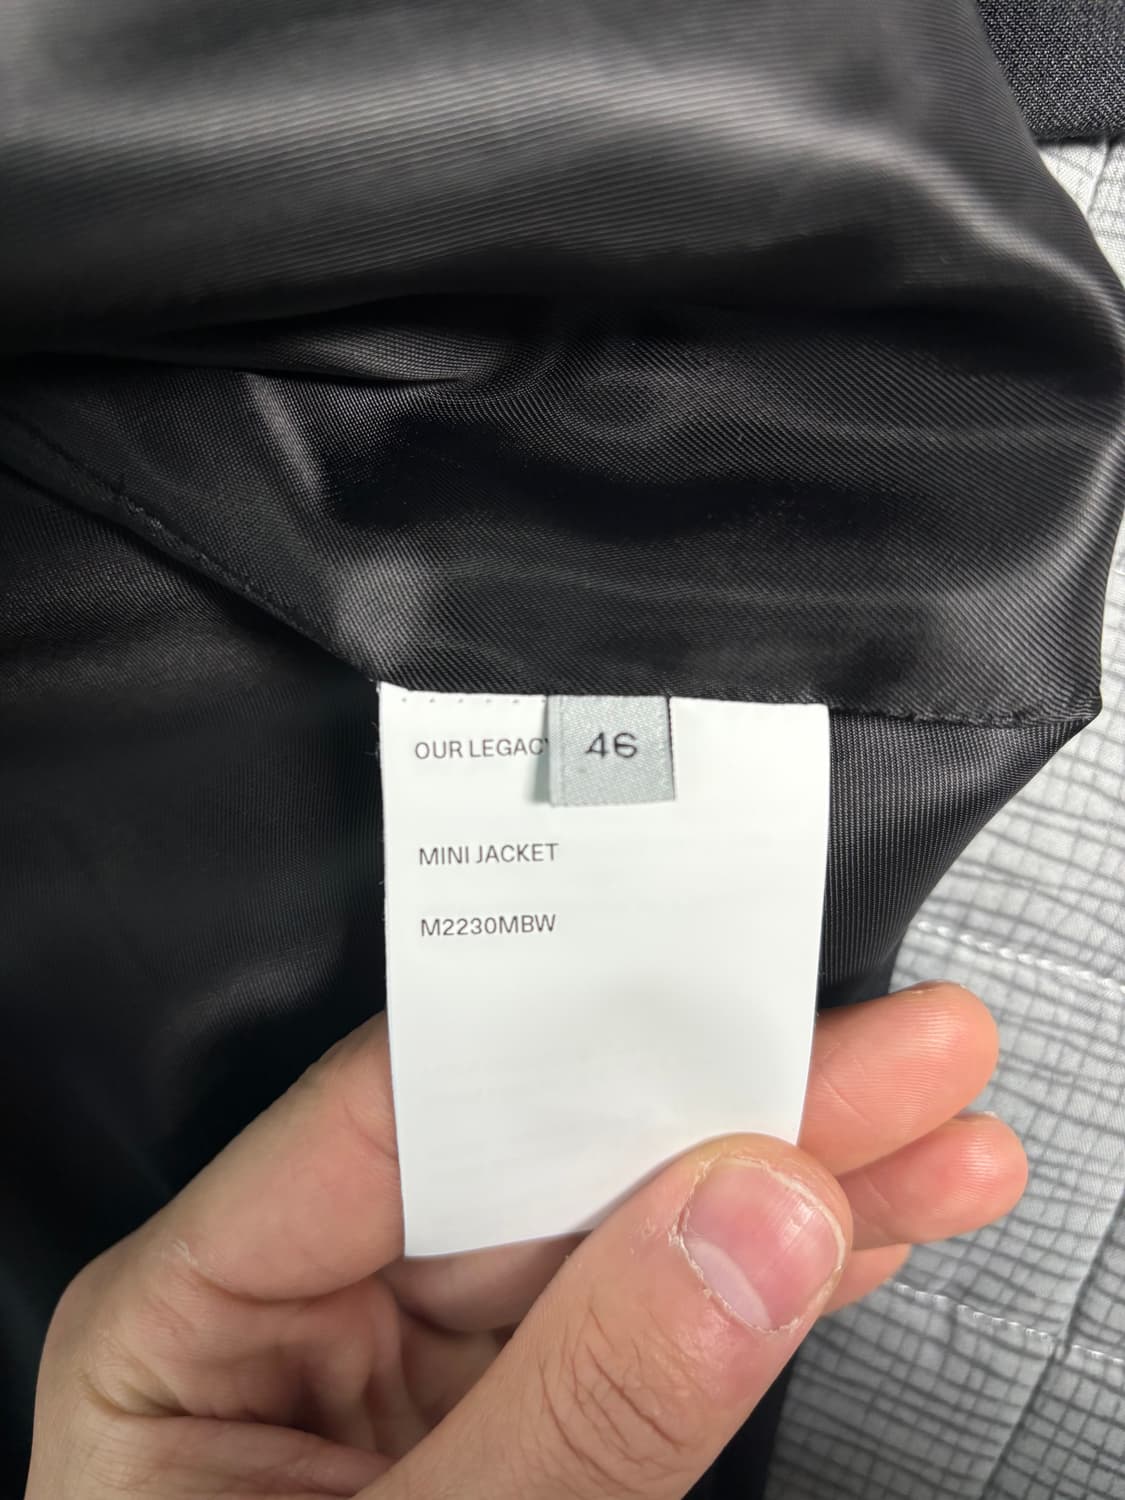 OUR LEGACY
46
MINI JACKET
M2230MBW